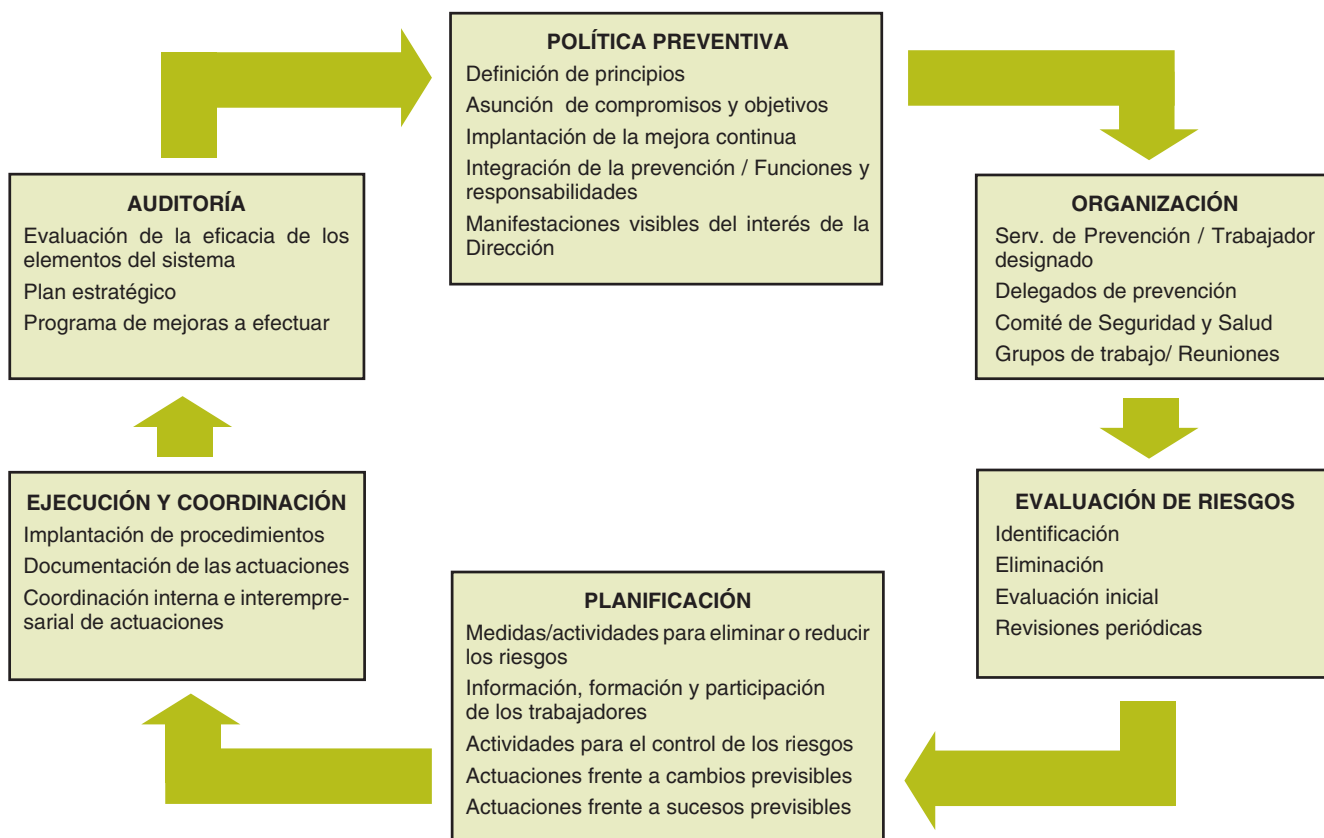 POLÍTICA PREVENTIVA
Definición de principios
Asunción de compromisos y objetivos
Implantación de la mejora continua
Integración de la prevención / Funciones y
responsabilidades
Manifestaciones visibles del interés de la
Dirección
ORGANIZACIÓN
Serv. de Prevención / Trabajador
designado
Delegados de prevención
Comité de Seguridad y Salud
Grupos de trabajo/ Reuniones
EVALUACIÓN DE RIESGOS
Identificación
Eliminación
Evaluación inicial
Revisiones periódicas
PLANIFICACIÓN
Medidas/actividades para eliminar o reducir
los riesgos
Información, formación y participación
de los trabajadores
Actividades para el control de los riesgos
Actuaciones frente a cambios previsibles
Actuaciones frente a sucesos previsibles
EJECUCIÓN Y COORDINACIÓN
Implantación de procedimientos
Documentación de las actuaciones
Coordinación interna e interempre-
sarial de actuaciones
AUDITORÍA
Evaluación de la eficacia de los
elementos del sistema
Plan estratégico
Programa de mejoras a efectuar